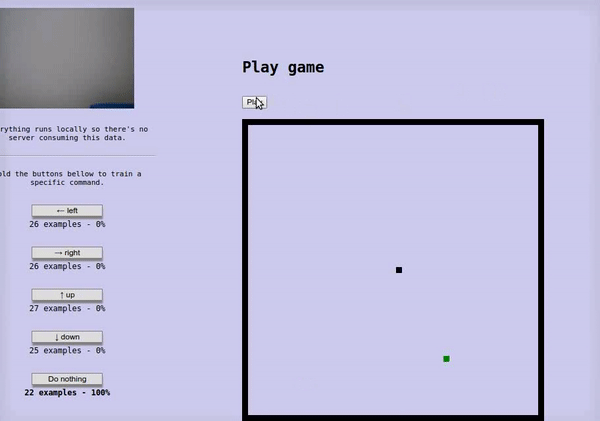 rything runs locally so there's no
server consuming this data.
old the buttons bellow to train a
specific command.
← left
26 examples - 0%
→ right
26 examples - 0%
↑ up
27 examples - 0%
↓ down
25 examples - 0%
Do nothing
22 examples - 100%
Play game